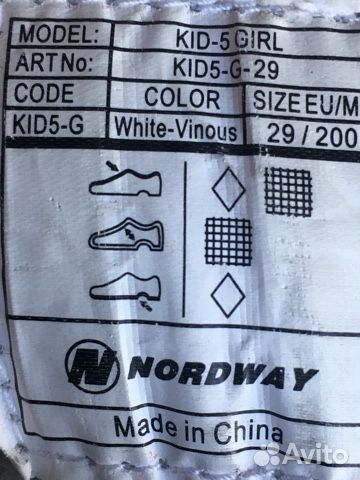 MODEL: KID-5 GIRL
ART No: KID5-G-29
CODE COLOR SIZE EU/M
KID5-G White-Vinous 29 / 200
N NORDWAY
Made in China
Avito